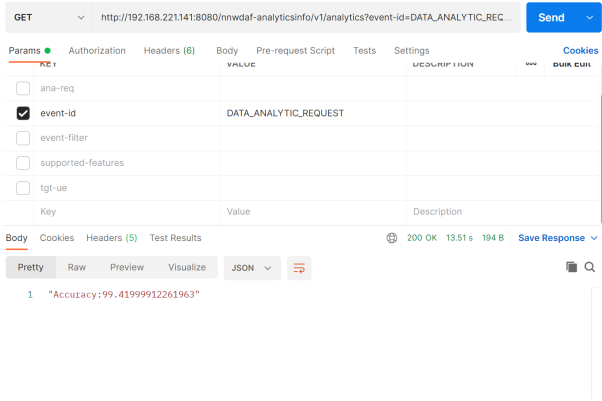 GET http://192.168.221.141:8080/nnwdaf-analyticsinfo/v1/analytics?event-id=DATA_ANALYTIC_REQ... Send
Params Authorization Headers (6) Body Pre-request Script Tests Settings Cookies
KEY VALUE DESCRIPTION ooo Bulk Edit
ana-req
event-id DATA_ANALYTIC_REQUEST
event-filter
supported-features
tgt-ue
Key Value Description
Body Cookies Headers (5) Test Results 200 OK 13.51 s 194 B Save Response
Pretty Raw Preview Visualize JSON
1 "Accuracy:99.41999912261963"